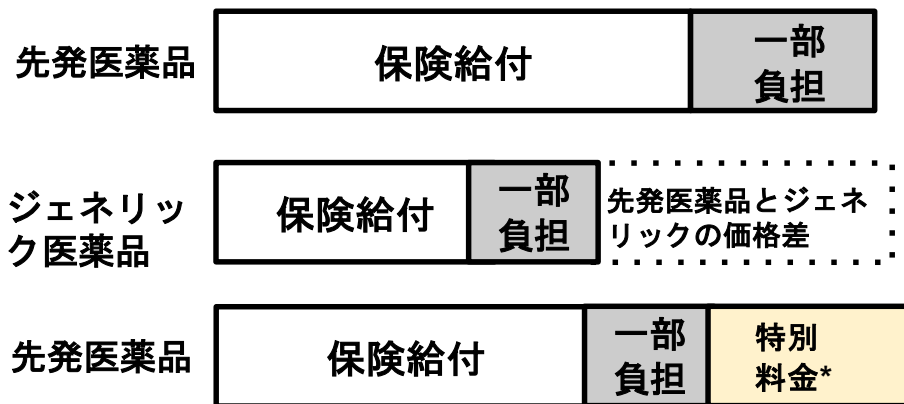 先発医薬品
保険給付
一部
負担
ジェネリッ
ク医薬品
保険給付
一部
負担
先発医薬品とジェネ
リックの価格差
先発医薬品
保険給付
一部
負担
特別
料金*